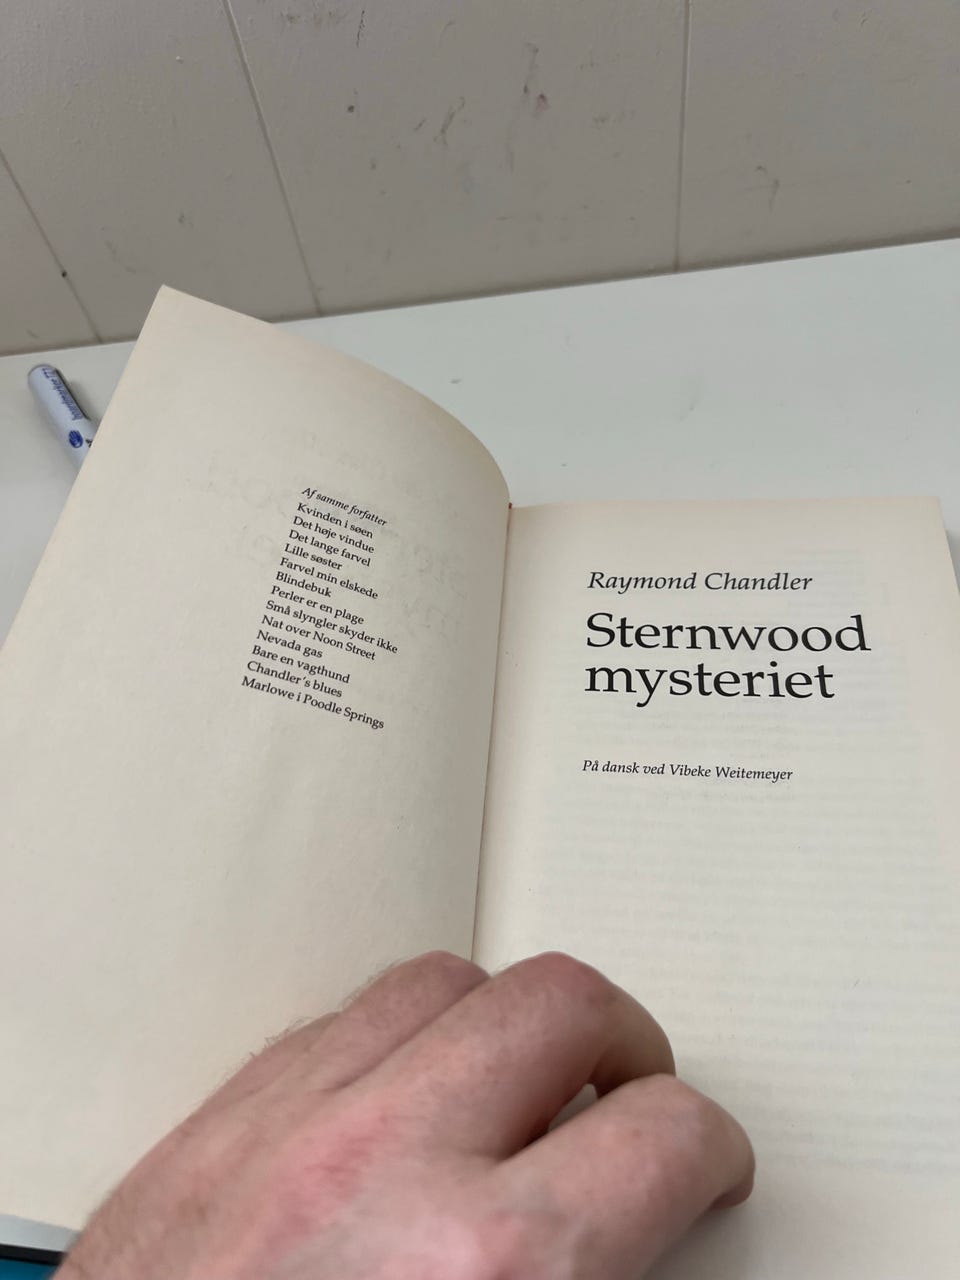 Af samme forfatter
Kvinden i søen
Det høje vindue
Det lange farvel
Lille søster
Farvel min elskede
Blindebuk
Perler er en plage
Små slyngler skyder ikke
Nat over Noon Street
Nevada gas
Bare en vagthund
Chandler's blues
Marlowe i Poodle Springs
Raymond Chandler
Sternwood
mysteriet
På dansk ved Vibeke Weitemeyer